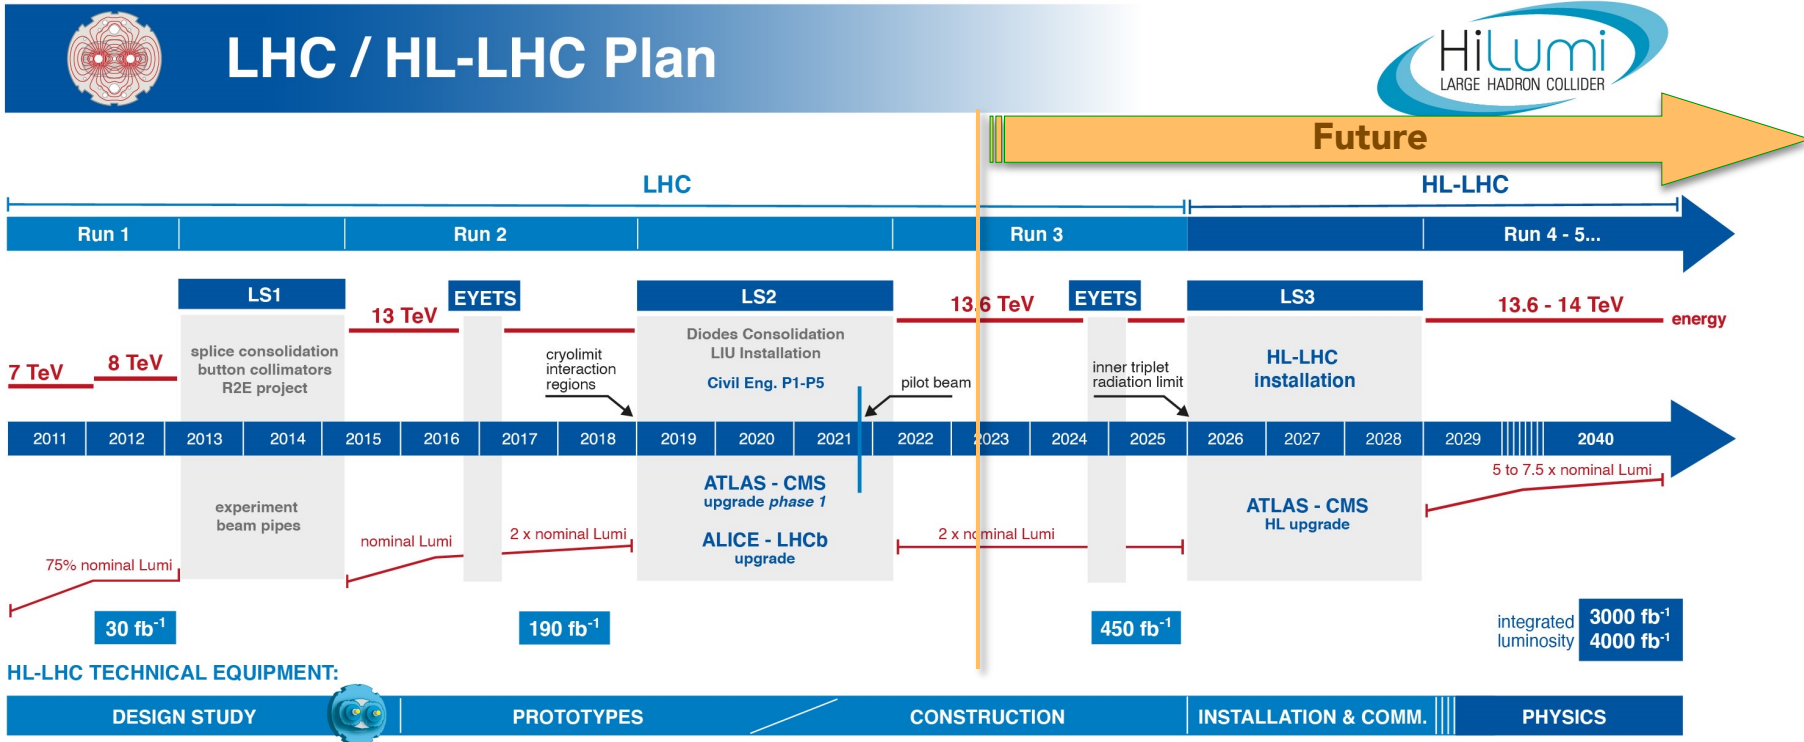 LHC / HL-LHC Plan
HiLumi
LARGE HADRON COLLIDER
Future
LHC
HL-LHC
Run 1
Run 2
Run 3
Run 4 - 5...
LS1
EYETS
LS2
EYETS
LS3
13 TeV
13.6 TeV
13.6 - 14 TeV
energy
7 TeV
8 TeV
splice consolidation
button collimators
R2E project
cryolimit
interaction
regions
Diodes Consolidation
LIU Installation
Civil Eng. P1-P5
pilot beam
inner triplet
radiation limit
HL-LHC
installation
2011
2012
2013
2014
2015
2016
2017
2018
2019
2020
2021
2022
2023
2024
2025
2026
2027
2028
2029
2040
5 to 7.5 x nominal Lumi
experiment
beam pipes
ATLAS - CMS
upgrade phase 1
ALICE - LHCb
upgrade
ATLAS - CMS
HL upgrade
75% nominal Lumi
nominal Lumi
2 x nominal Lumi
2 x nominal Lumi
30 fb-1
190 fb-1
450 fb-1
integrated
luminosity
3000 fb-1
4000 fb-1
HL-LHC TECHNICAL EQUIPMENT:
DESIGN STUDY
PROTOTYPES
CONSTRUCTION
INSTALLATION & COMM.
PHYSICS